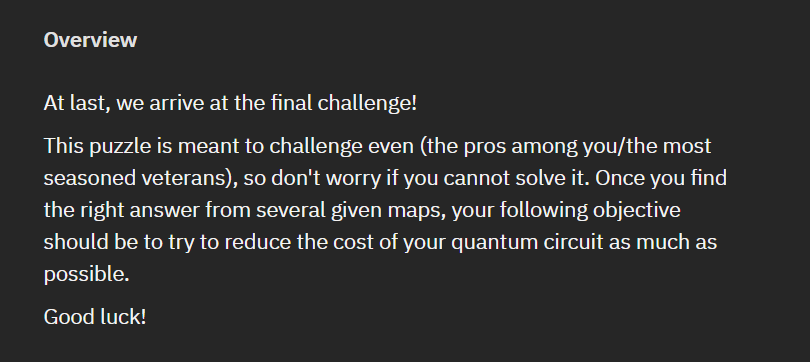 Overview
At last, we arrive at the final challenge!
This puzzle is meant to challenge even (the pros among you/the most
seasoned veterans), so don't worry if you cannot solve it. Once you find
the right answer from several given maps, your following objective
should be to try to reduce the cost of your quantum circuit as much as
possible.
Good luck!